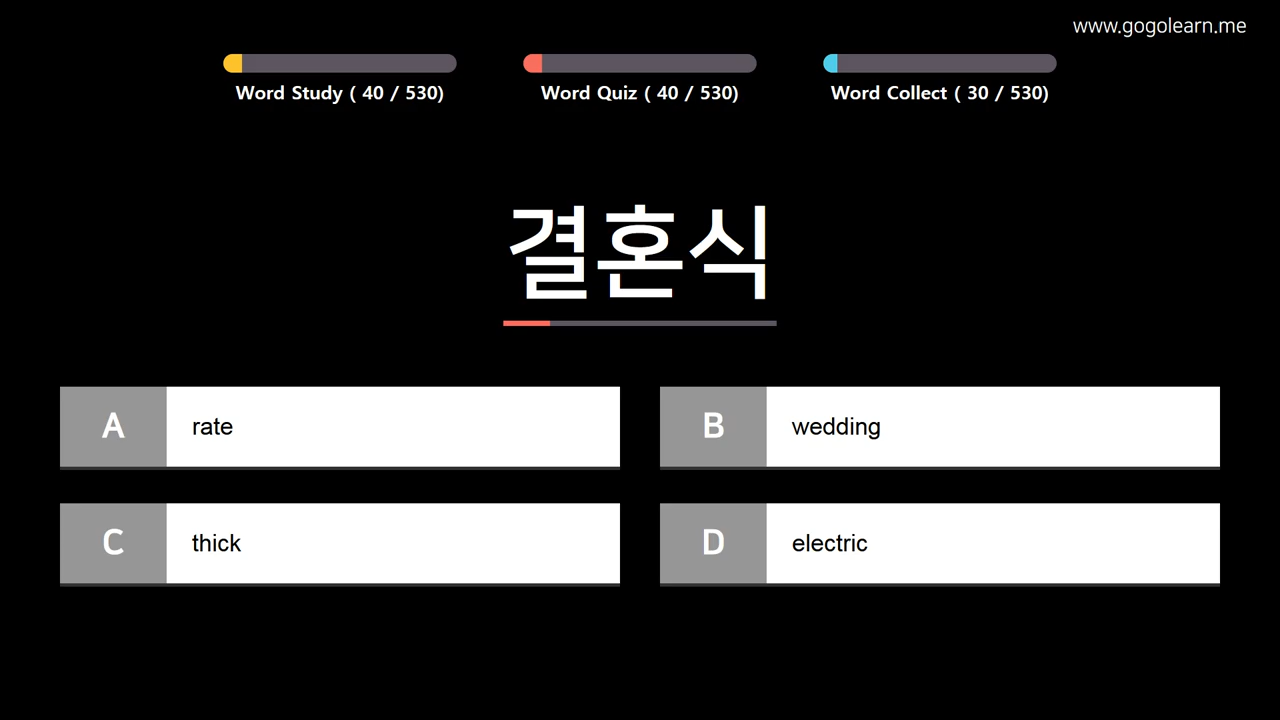 www.gogolearn.me
Word Study ( 40 / 530)
Word Quiz ( 40 / 530)
Word Collect ( 30 / 530)
결혼식
A rate
B wedding
C thick
D electric